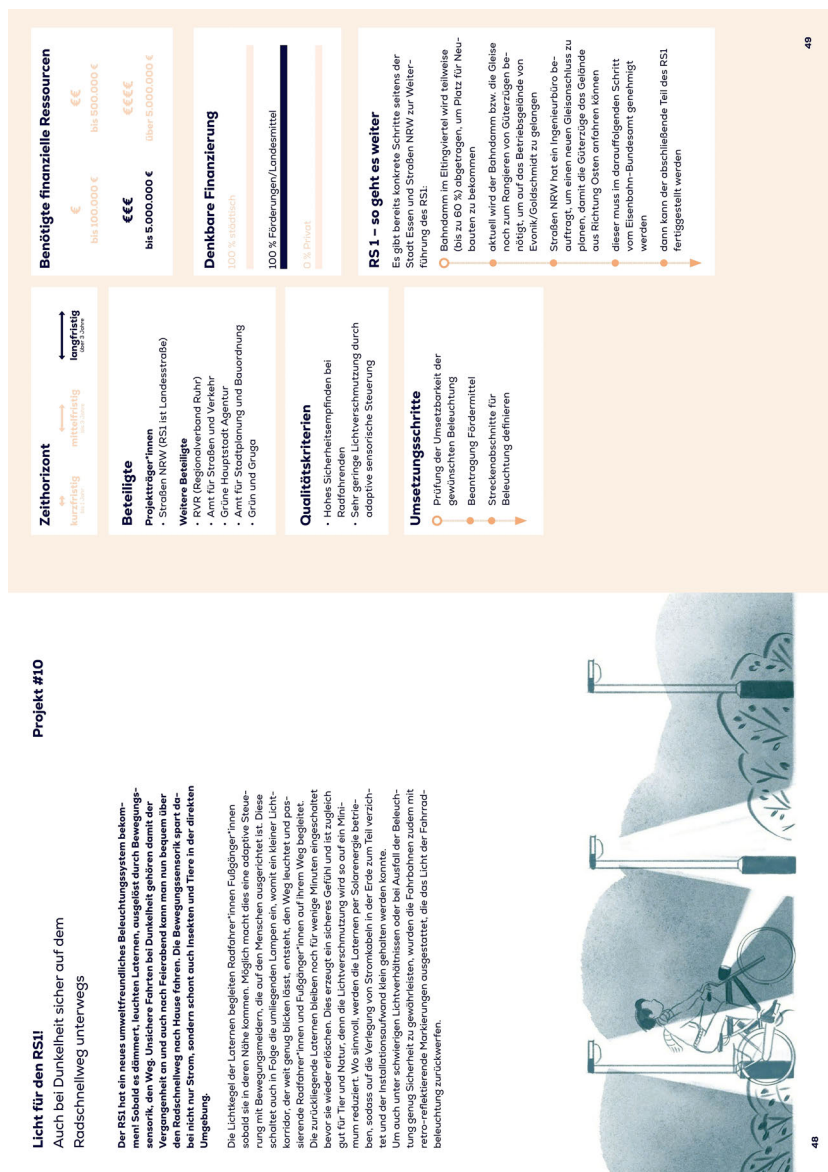 Licht für den RS1!
Projekt #10
Auch bei Dunkelheit sicher auf dem
Radschnellweg unterwegs
Der RS1 hat ein neues umweltfreundliches Beleuchtungssystem bekom-
men! Sobald es dämmert, leuchten Laternen, ausgelöst durch Bewegungs-
sensorik, den Weg. Unsichere Fahrten bei Dunkelheit gehören damit der
Vergangenheit an und auch nach Feierabend kann man nun bequem über
den Radschnellweg nach Hause fahren. Die Bewegungssensorik spart da-
bei nicht nur Strom, sondern schont auch Insekten und Tiere in der direkten
Umgebung.
Die Lichtkegel der Laternen begleiten Radfahrer*innen Fußgänger*innen
sobald sie in deren Nähe kommen. Möglich macht dies eine adaptive Steue-
rung mit Bewegungsmeldern, die auf den Menschen ausgerichtet ist. Diese
schaltet auch in Folge die umliegenden Lampen ein, womit ein kleiner Licht-
korridor, der weit genug blicken lässt, entsteht, den Weg leuchtet und pas-
sierende Radfahrer*innen und Fußgänger*innen auf ihrem Weg begleitet.
Die zurückliegende Laternen bleiben noch für wenige Minuten eingeschaltet
bevor sie wieder erlöschen. Dies erzeugt ein sicheres Gefühl und ist zugleich
gut für Tier und Natur, denn die Lichtverschmutzung wird so auf ein Mini-
mum reduziert. Wo sinnvoll, werden die Laternen per Solarenergie betrie-
ben, sodass auf die Verlegung von Stromkabeln in der Erde zum Teil verzich-
tet und der Installationsaufwand klein gehalten werden konnte.
Um auch unter schwierigen Lichtverhältnissen oder bei Ausfall der Beleuch-
tung genug Sicherheit zu gewährleisten, wurden die Fahrbahnen zudem mit
retro-reflektierende Markierungen ausgestattet, die das Licht der Fahrrad-
beleuchtung zurückwerfen.
48
Zeithorizont
kurzfristig
mittelfristig
langfristig
über 3 Jahre
Beteiligte
Projektträger*innen
• Straßen NRW (RS1 ist Landesstraße)
Weitere Beteiligte
• RVR (Regionalverband Ruhr)
• Amt für Straßen und Verkehr
• Grüne Hauptstadt Agentur
• Amt für Stadtplanung und Bauordnung
• Grün und Gruga
Qualitätskriterien
• Hohes Sicherheitsempfinden bei
Radfahrenden
• Sehr geringe Lichtverschmutzung durch
adaptive sensorische Steuerung
Umsetzungsschritte
Prüfung der Umsetzbarkeit der
gewünschten Beleuchtung
Beantragung Fördermittel
Streckenabschnitte für
Beleuchtung definieren
Benötigte finanzielle Ressourcen
€
€€
bis 100.000 €
bis 500.000 €
€€€
€€€€
bis 5.000.000 €
über 5.000.000 €
Denkbare Finanzierung
100 % städtisch
100 % Förderungen/Landesmittel
0 % Privat
RS1 – so geht es weiter
Es gibt bereits konkrete Schritte seitens der
Stadt Essen und Straßen NRW zur Weiter-
führung des RS1:
Bahndamm im Eltingviertel wird teilweise
(bis zu 60 %) abgetragen, um Platz für Neu-
bauten zu bekommen
aktuell wird der Bahndamm bzw. die Gleise
noch zum Rangieren von Güterzügen be-
nötigt, um auf das Betriebsgelände von
Evonik/Goldschmidt zu gelangen
Straßen NRW hat ein Ingenieurbüro be-
auftragt, um einen neuen Gleisanschluss zu
planen, damit die Güterzüge das Gelände
aus Richtung Osten anfahren können
dieser muss im darauffolgenden Schritt
vom Eisenbahn-Bundesamt genehmigt
werden
dann kann der abschließende Teil des RS1
fertiggestellt werden
49